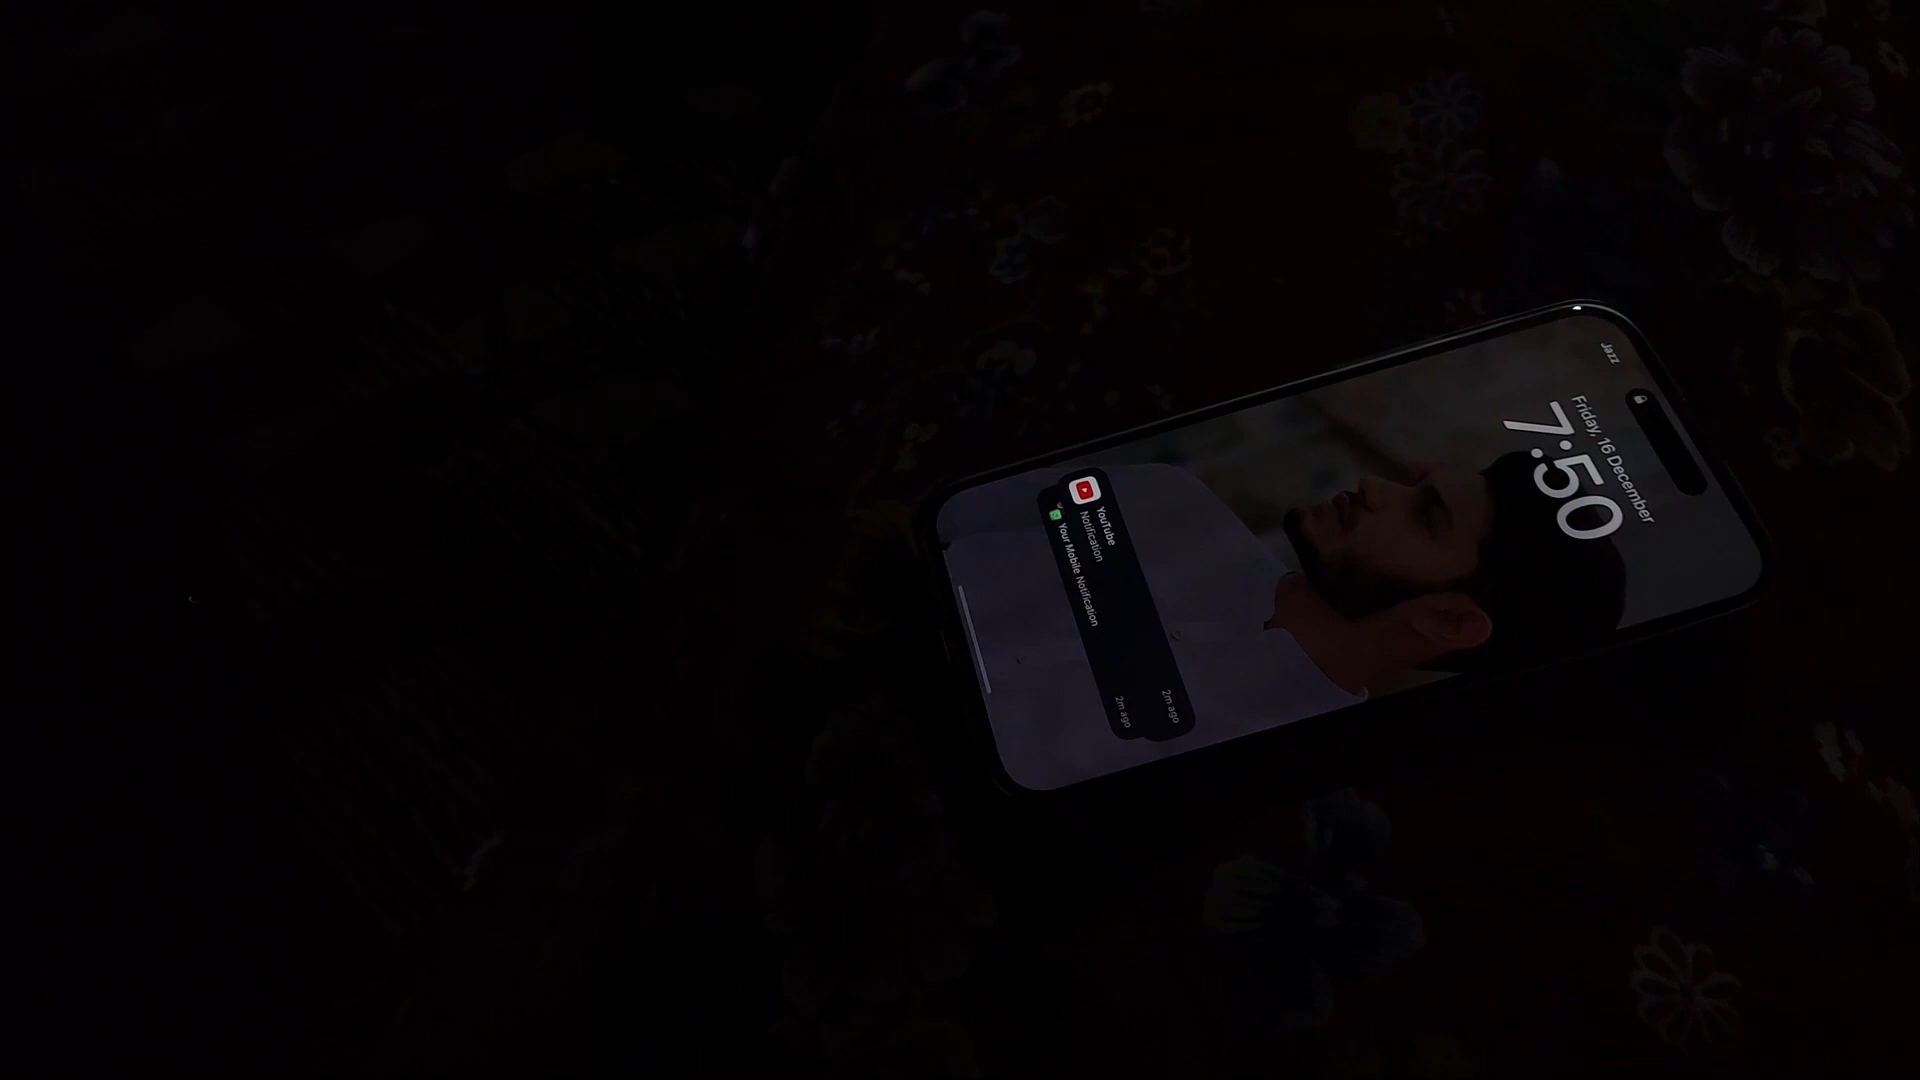 Jazz
Friday, 16 December
7:50
YouTube
Notification
2m ago
Your Mobile Notification
2m ago